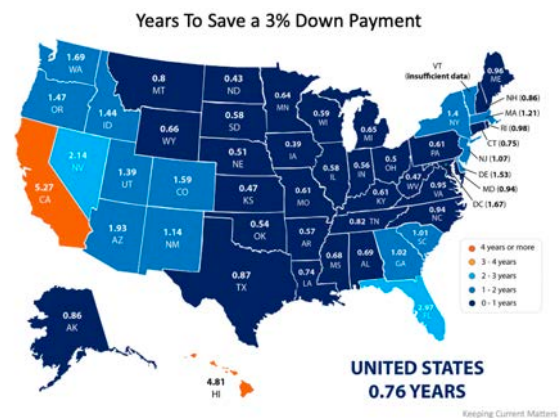 Years To Save a 3% Down Payment
1.69
WA
1.47
OR
1.44
ID
0.8
MT
0.43
ND
0.58
SD
0.66
WY
0.51
NE
0.64
MN
0.59
WI
0.65
MI
VT
(insufficient data)
0.96
ME
NH (0.86)
MA (1.21)
RI (0.98)
CT (0.75)
NJ (1.07)
DE (1.53)
MD (0.94)
DC (1.67)
1.4
NY
0.61
PA
5.27
CA
2.14
NV
1.39
UT
1.59
CO
0.47
KS
0.39
IA
0.58
IL
0.56
IN
0.5
OH
0.47
WV
0.95
VA
0.61
MO
0.61
KY
0.94
NC
0.82 TN
1.93
AZ
1.14
NM
0.54
OK
0.57
AR
1.01
SC
0.87
TX
0.74
LA
0.68
MS
0.69
AL
1.02
GA
2.97
FL
4 years or more
3 - 4 years
2 - 3 years
1 - 2 years
0 - 1 years
0.86
AK
4.81
HI
UNITED STATES
0.76 YEARS
Keeping Current Matters